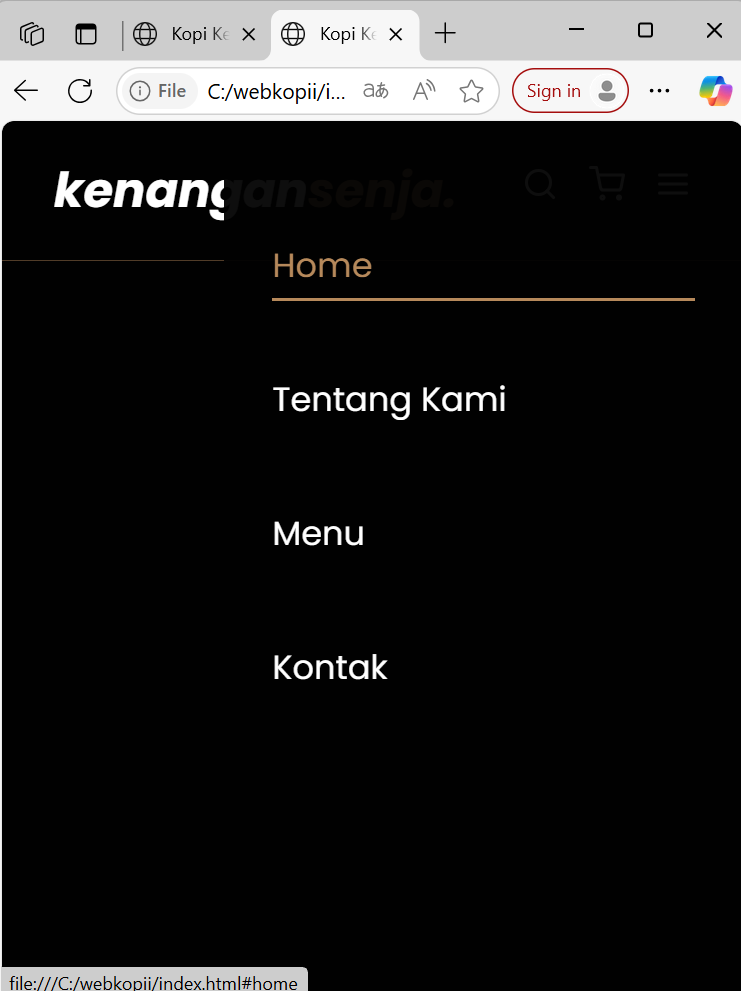 Kopi Ke
Kopi Ke
File
C:/webkopii/i...
Sign in
kenangansenja.
Home
Tentang Kami
Menu
Kontak
file:///C:/webkopii/index.html#home